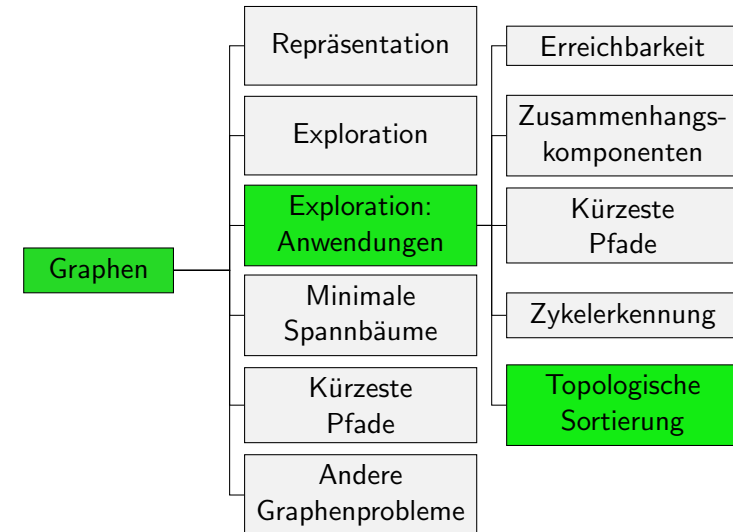 Graphen
Repräsentation
Exploration
Exploration:
Anwendungen
Minimale
Spannbäume
Kürzeste
Pfade
Andere
Graphenprobleme
Erreichbarkeit
Zusammenhangs-
komponenten
Kürzeste
Pfade
Zykelerkennung
Topologische
Sortierung